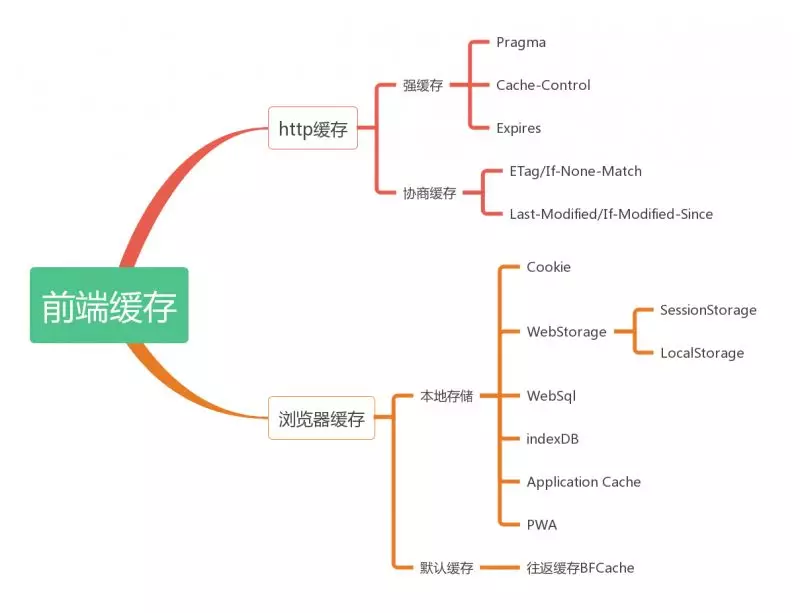 前端缓存
http缓存
强缓存
Pragma
Cache-Control
Expires
协商缓存
ETag/If-None-Match
Last-Modified/If-Modified-Since
浏览器缓存
本地存储
Cookie
WebStorage
SessionStorage
LocalStorage
WebSql
indexDB
Application Cache
PWA
默认缓存
往返缓存BFCache